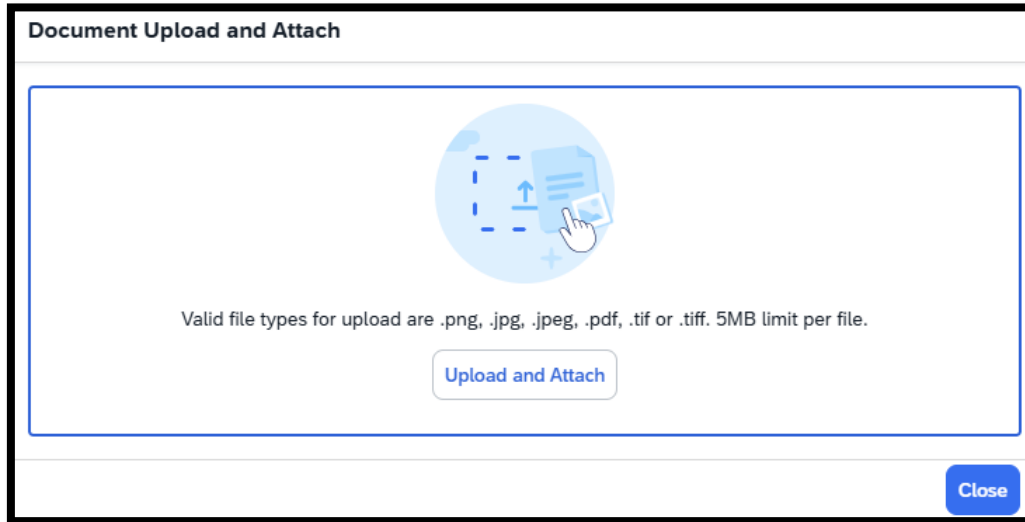 Document Upload and Attach
Valid file types for upload are .png, .jpg, .jpeg, .pdf, .tif or .tiff. 5MB limit per file.
Upload and Attach
Close